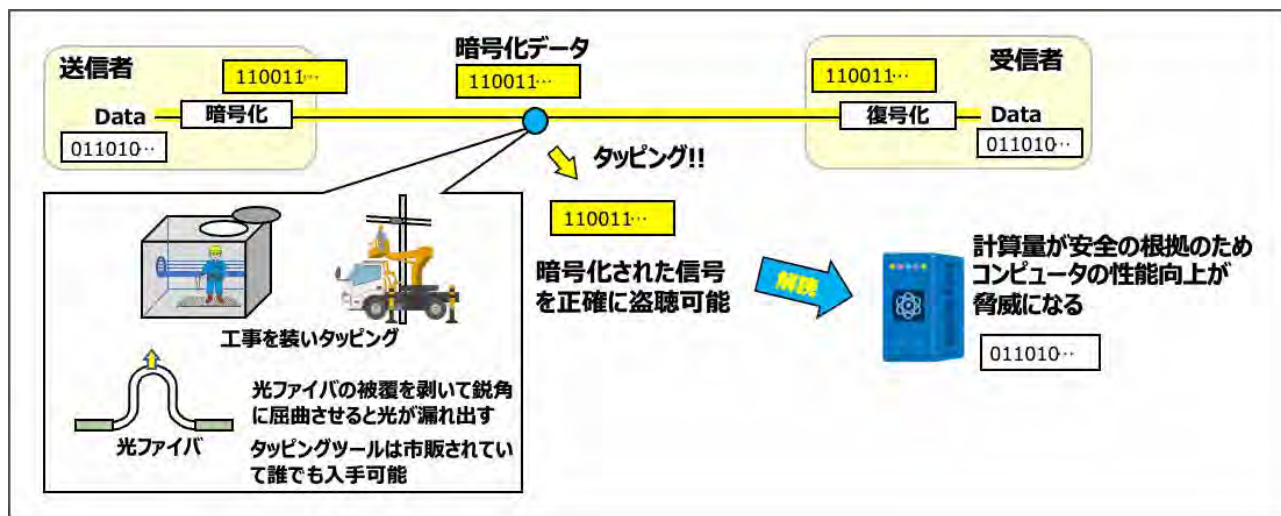 送信者
110011…
Data
暗号化
011010…
暗号化データ
110011…
受信者
110011…
復号化
Data
011010…
タッピング!!
110011…
暗号化された信号
を正確に盗聴可能
解読
計算量が安全の根拠のため
コンピュータの性能向上が
脅威になる
011010…
工事を装いタッピング
光ファイバの被覆を剥いて鋭角
に屈曲させると光が漏れ出す
タッピングツールは市販されてい
て誰でも入手可能
光ファイバ